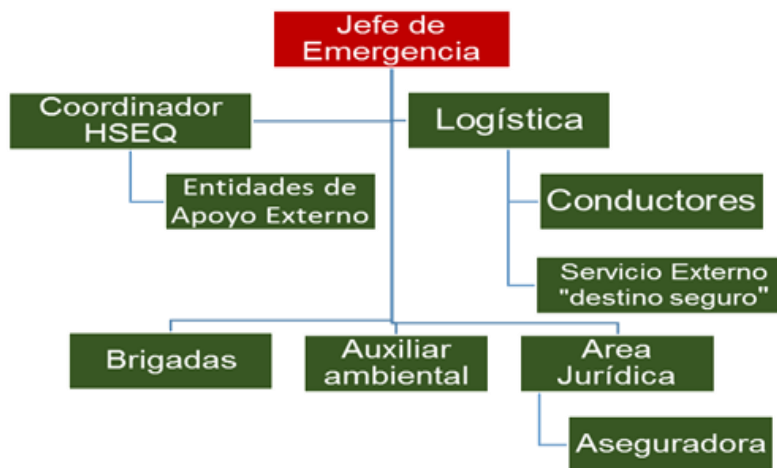 Jefe de
Emergencia
Coordinador
HSEQ
Logística
Entidades de
Apoyo Externo
Conductores
Servicio Externo
"destino seguro"
Brigadas
Auxiliar
ambiental
Area
Jurídica
Aseguradora